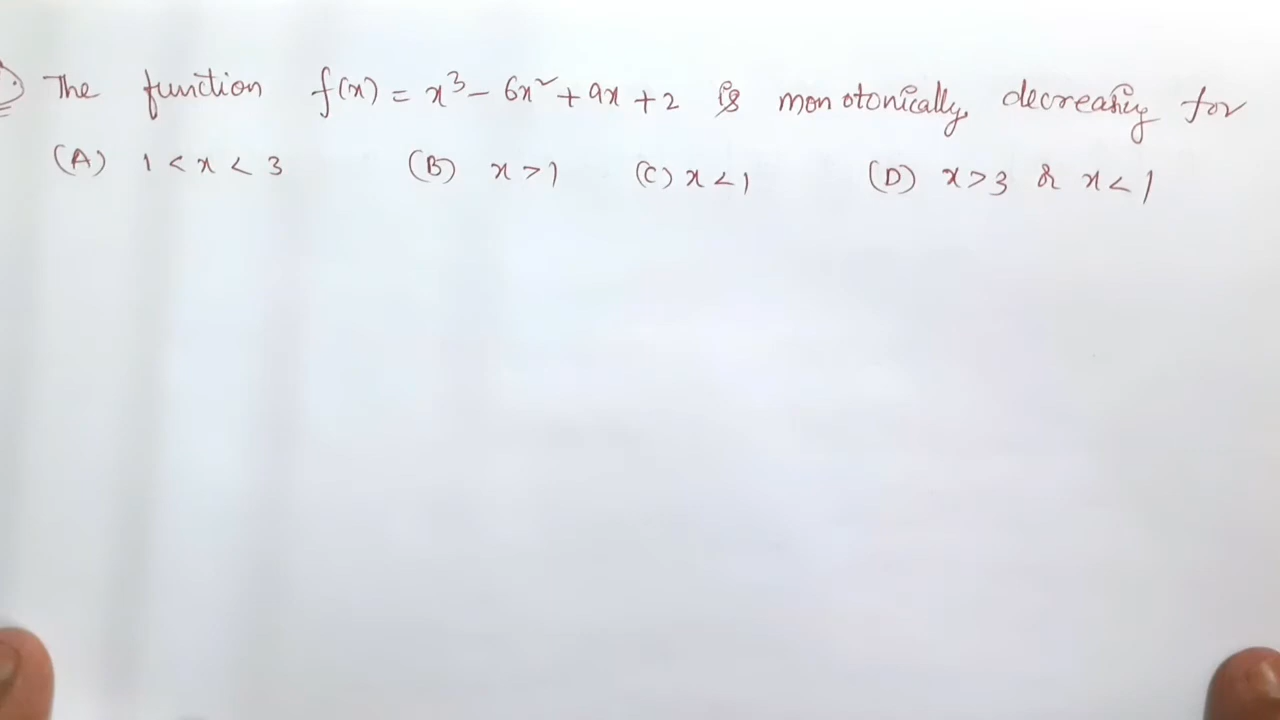 The function f(x) = x³ - 6x² + 9x + 2 is monotonically decreasing for
(A) 1 < x < 3 (B) x > 1 (C) x < 1 (D) x > 3 & x < 1